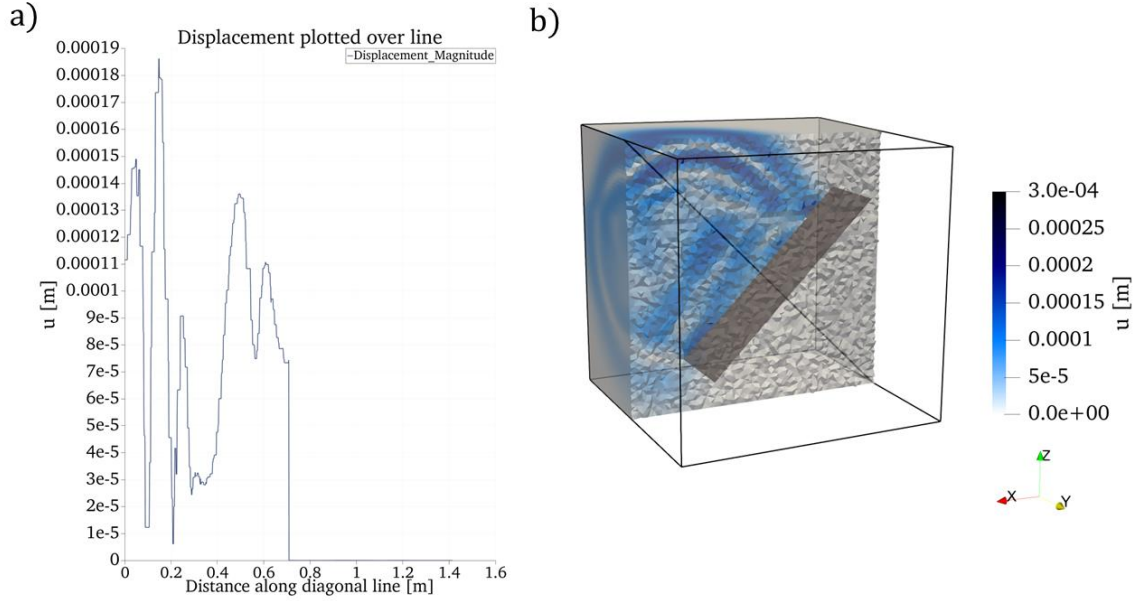 a)
Displacement plotted over line
Displacement_Magnitude
0.00019
0.00018
0.00017
0.00016
0.00015
0.00014
0.00013
0.00012
0.00011
0.0001
9e-5
8e-5
7e-5
6e-5
5e-5
4e-5
3e-5
2e-5
1e-5
0
u [m]
0 0.2 0.4 0.6 0.8 1 1.2 1.4 1.6
Distance along diagonal line [m]
b)
3.0e-04
0.00025
0.0002
0.00015
0.0001
5e-5
0.0e+00
u [m]
Z
X
Y